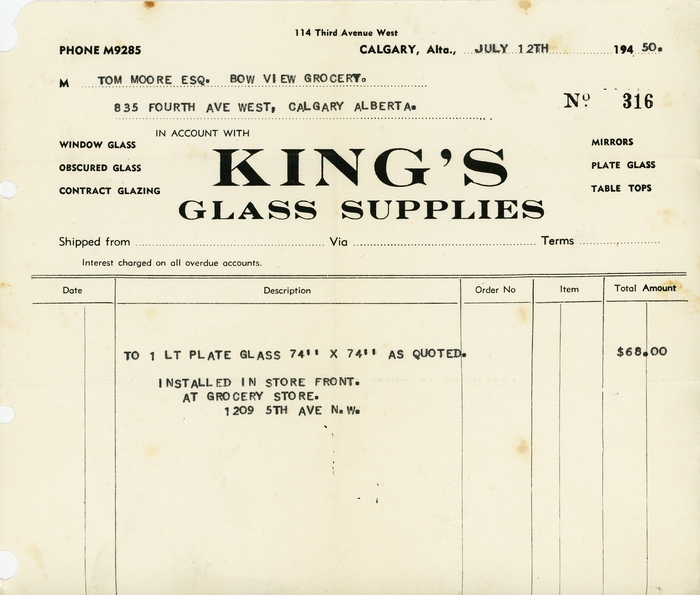 114 Third Avenue West
PHONE M9285
CALGARY, Alta., JULY 12TH 194 50.
M TOM MOORE ESQ. BOW VIEW GROCERY.
835 FOURTH AVE WEST, CALGARY ALBERTA.
Nº 316
IN ACCOUNT WITH
WINDOW GLASS
OBSCURED GLASS
CONTRACT GLAZING
KING'S
GLASS SUPPLIES
MIRRORS
PLATE GLASS
TABLE TOPS
Shipped from Via Terms
Interest charged on all overdue accounts.
Date Description Order No Item Total Amount
TO 1 LT PLATE GLASS 74" X 74" AS QUOTED. $68.00
INSTALLED IN STORE FRONT.
AT GROCERY STORE.
1209 5TH AVE N.W.